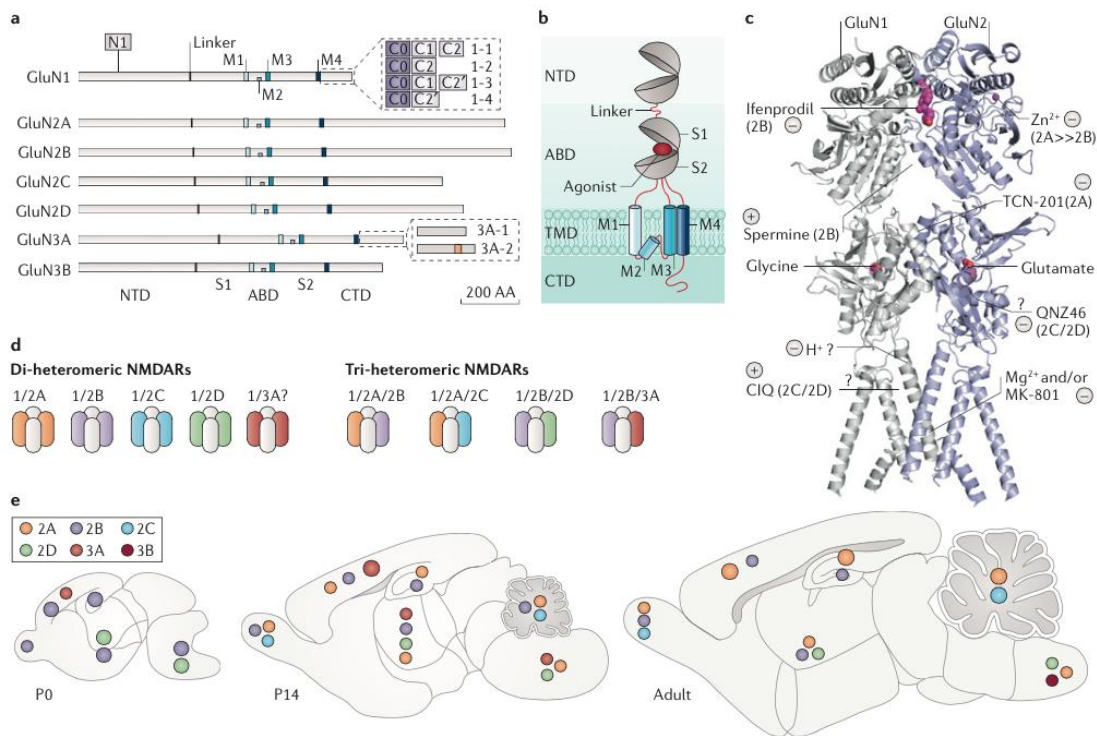 a
N1
Linker
M1
M3
M4
M2
GluN1
C0 C1 C2 1-1
C0 C2 1-2
C0 C1 C2′ 1-3
C0 C2′ 1-4
GluN2A
GluN2B
GluN2C
GluN2D
GluN3A
3A-1
3A-2
GluN3B
NTD
S1
ABD
S2
CTD
200 AA
b
NTD
Linker
ABD
S1
S2
Agonist
TMD
M1
M4
M2
M3
CTD
c
GluN1
GluN2
Ifenprodil
(2B) −
Zn²⁺ −
(2A>>2B)
−
TCN-201(2A)
+
Spermine (2B)
Glycine
Glutamate
?
QNZ46
− (2C/2D)
− H⁺ ?
+
CIQ (2C/2D)
?
Mg²⁺ and/or
MK-801 −
d
Di-heteromeric NMDARs
1/2A 1/2B 1/2C 1/2D 1/3A?
Tri-heteromeric NMDARs
1/2A/2B 1/2A/2C 1/2B/2D 1/2B/3A
e
2A 2B 2C
2D 3A 3B
P0
P14
Adult